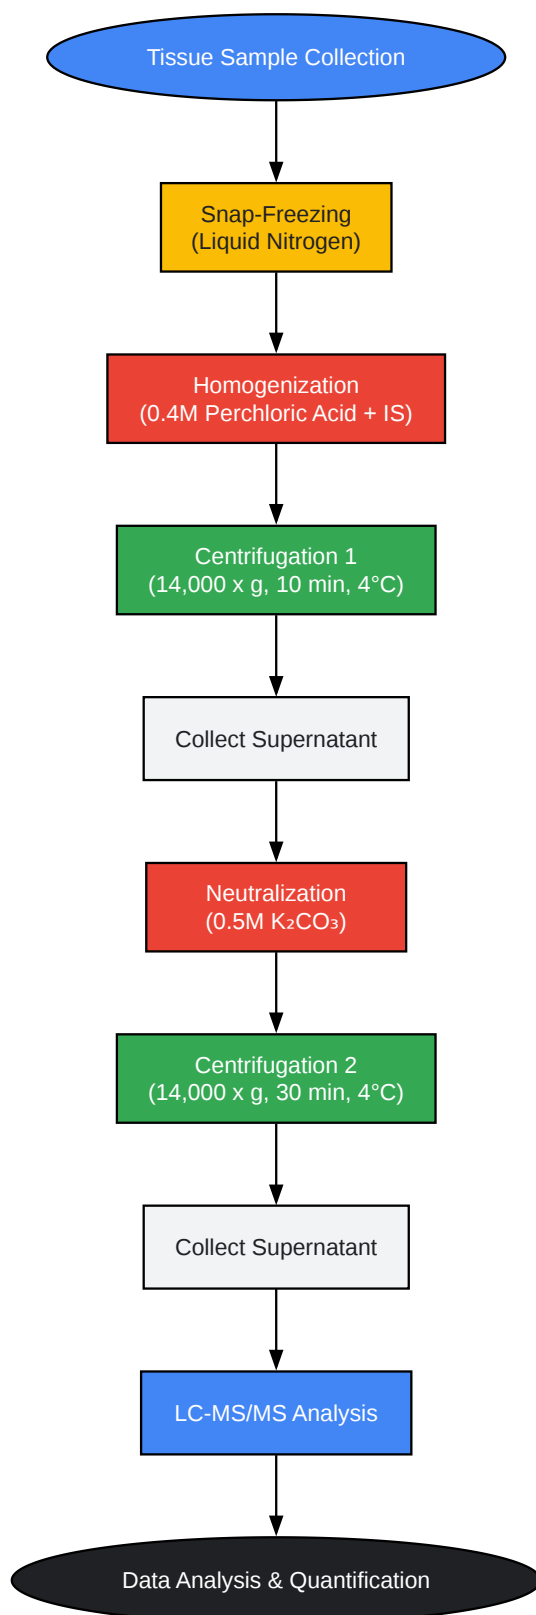 Tissue Sample Collection
Snap-Freezing
(Liquid Nitrogen)
Homogenization
(0.4M Perchloric Acid + IS)
Centrifugation 1
(14,000 x g, 10 min, 4°C)
Collect Supernatant
Neutralization
(0.5M K₂CO₃)
Centrifugation 2
(14,000 x g, 30 min, 4°C)
Collect Supernatant
LC-MS/MS Analysis
Data Analysis & Quantification